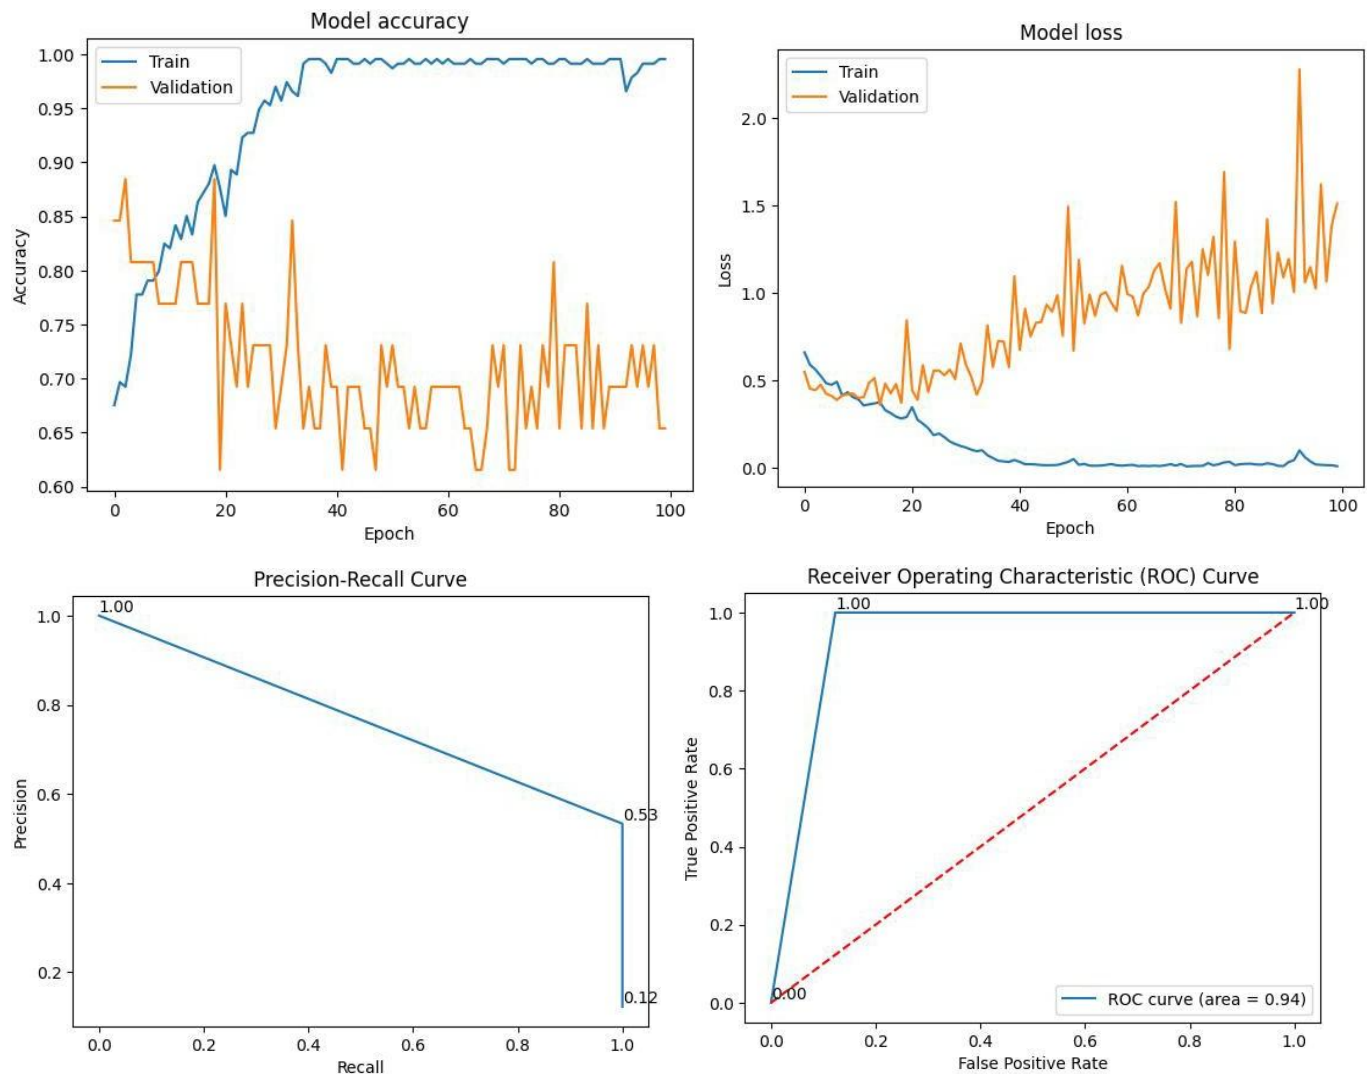 Model accuracy
Train
Validation
1.00
0.95
0.90
0.85
0.80
0.75
0.70
0.65
0.60
Accuracy
0 20 40 60 80 100
Epoch
Model loss
Train
Validation
2.0
1.5
1.0
0.5
0.0
Loss
0 20 40 60 80 100
Epoch
Precision-Recall Curve
1.00
1.0
0.8
0.6
0.4
0.2
0.53
0.12
Precision
0.0 0.2 0.4 0.6 0.8 1.0
Recall
Receiver Operating Characteristic (ROC) Curve
1.00 1.00
1.0
0.8
0.6
0.4
0.2
0.0
0.00
True Positive Rate
ROC curve (area = 0.94)
0.0 0.2 0.4 0.6 0.8 1.0
False Positive Rate